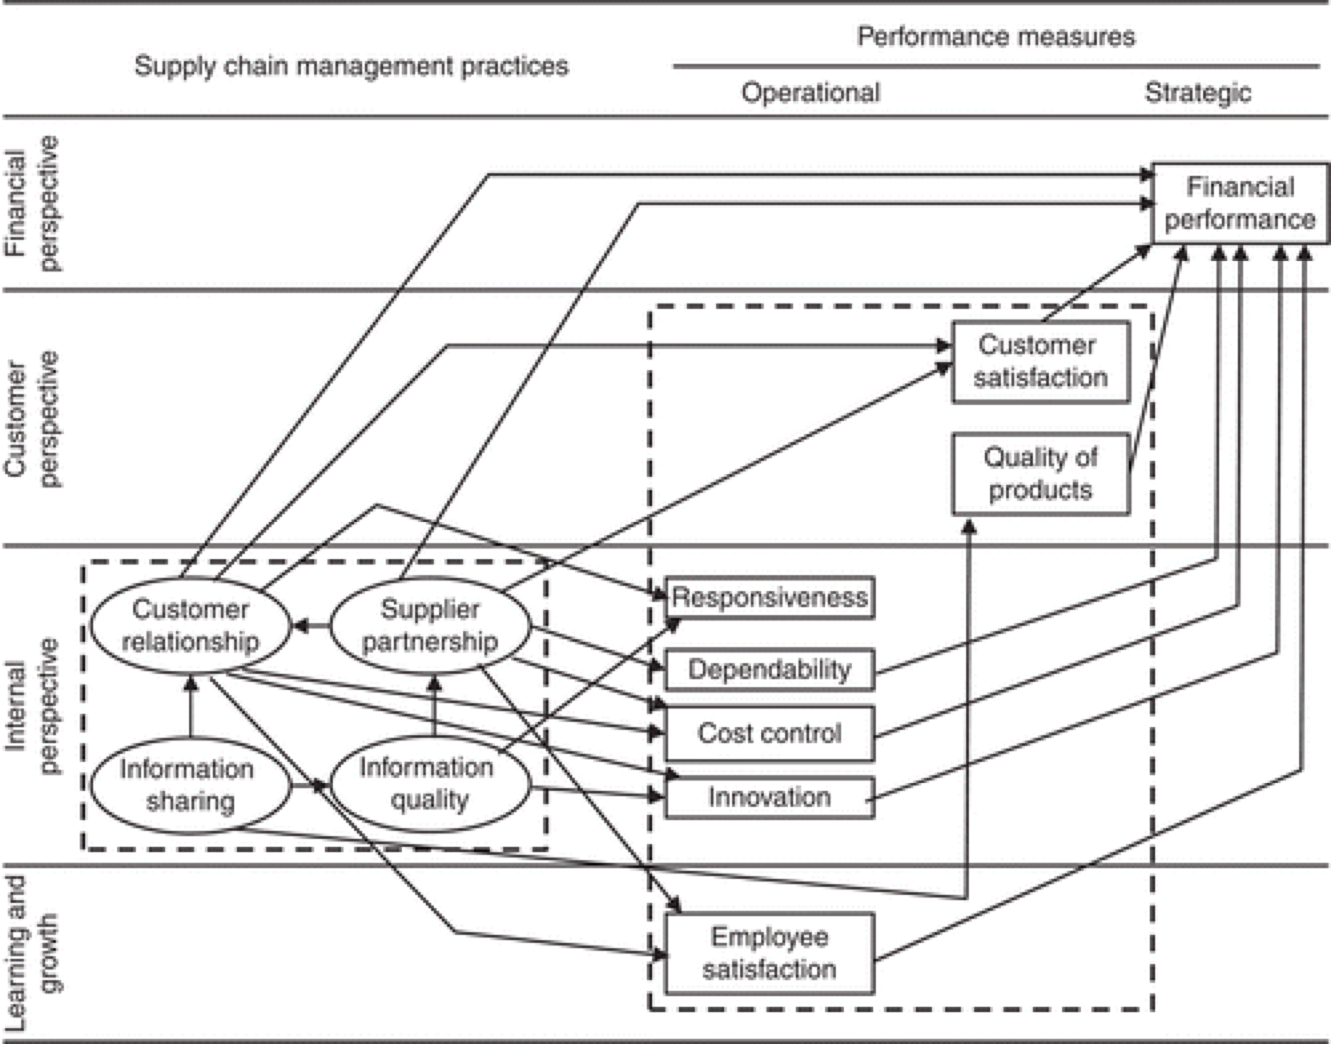 Supply chain management practices
Performance measures
Operational
Strategic
Financial
perspective
Financial
performance
Customer
perspective
Customer
satisfaction
Quality of
products
Internal
perspective
Customer
relationship
Supplier
partnership
Information
sharing
Information
quality
Responsiveness
Dependability
Cost control
Innovation
Learning and
growth
Employee
satisfaction